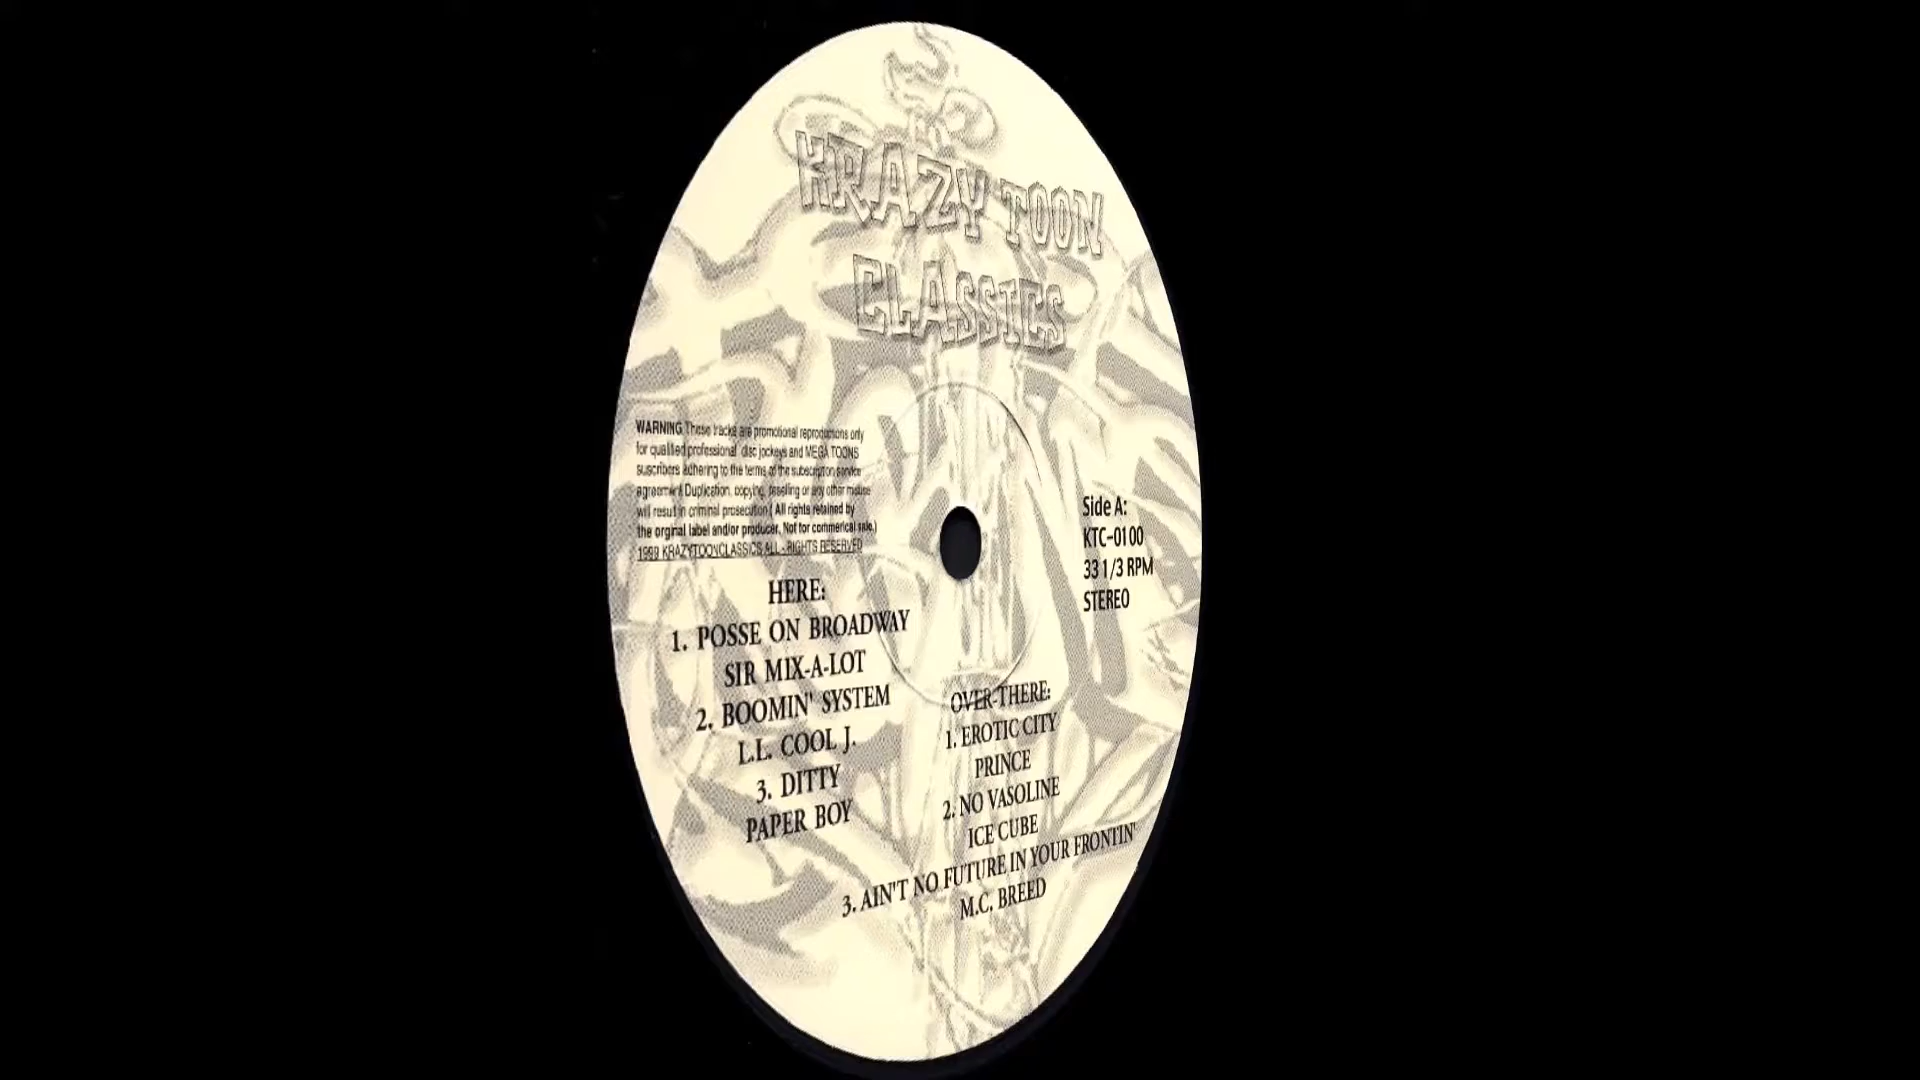 KRAZY TOON
CLASSICS
WARNING These tracks are promotional reproductions only
for qualified professional disc jockeys and MEGA TOONS
suscribers adhering to the terms of the subscription service
agreement Duplication, copying, reselling or any other misuse
will result in criminal prosecution ( All rights retained by
the orginal label and/or producer. Not for commerical sale.)
1999 KRAZYTOONCLASSICS ALL - RIGHTS RESERVED
Side A:
KTC-0100
33 1/3 RPM
STEREO
HERE:
1. POSSE ON BROADWAY
SIR MIX-A-LOT
2. BOOMIN' SYSTEM
L.L. COOL J.
3. DITTY
PAPER BOY
OVER-THERE:
1. EROTIC CITY
PRINCE
2. NO VASOLINE
ICE CUBE
3. AIN'T NO FUTURE IN YOUR FRONTIN'
M.C. BREED